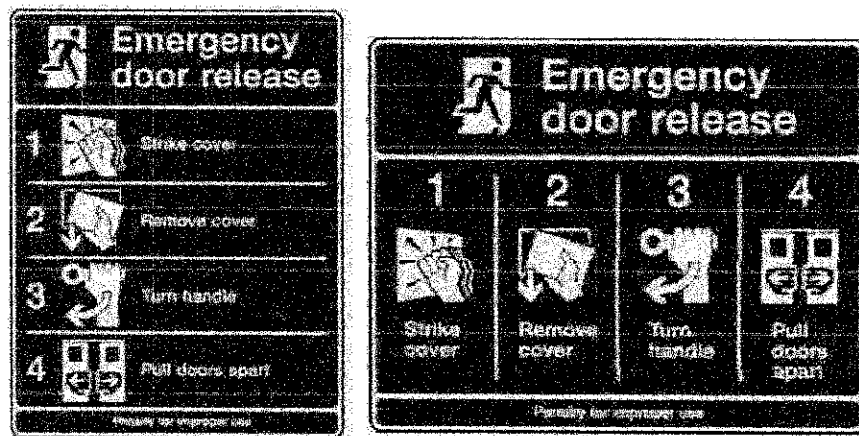 Emergency
door release
1 Strike cover
2 Remove cover
3 Turn handle
4 Pull doors apart
Penalty for improper use
Emergency
door release
1 2 3 4
Strike Remove Turn Pull
cover cover handle doors
apart
Penalty for improper use